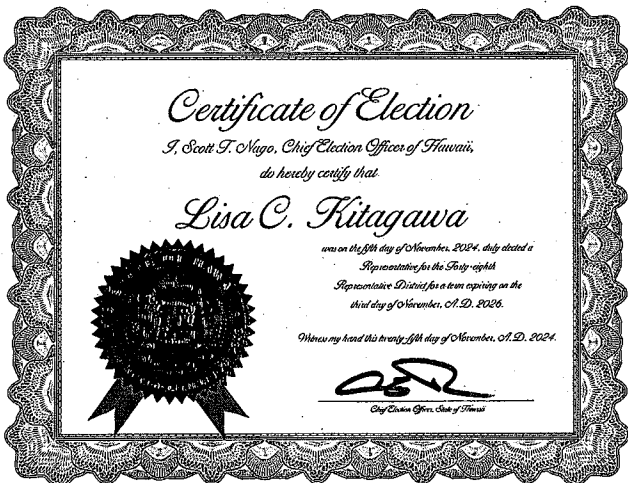 Certificate of Election
I, Scott T. Nago, Chief Election Officer of Hawaii,
do hereby certify that
Lisa C. Kitagawa
was on the fifth day of November, 2024, duly elected a
Representative for the Forty-eighth
Representative District for a term expiring on the
third day of November, A.D. 2026.
Witness my hand this twenty-fifth day of November, A.D. 2024.
Chief Election Officer, State of Hawaii